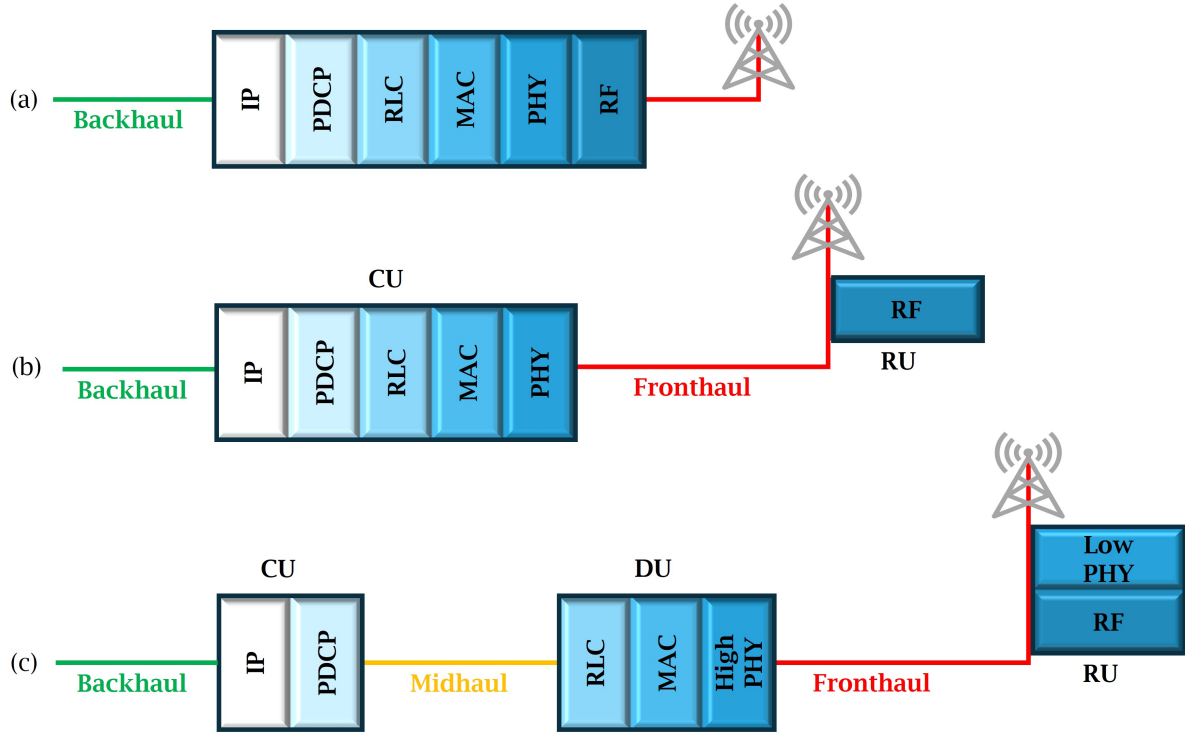 (a)
Backhaul
IP
PDCP
RLC
MAC
PHY
RF
(b)
Backhaul
CU
IP
PDCP
RLC
MAC
PHY
Fronthaul
RF
RU
(c)
Backhaul
CU
IP
PDCP
Midhaul
DU
RLC
MAC
High
PHY
Fronthaul
Low
PHY
RF
RU